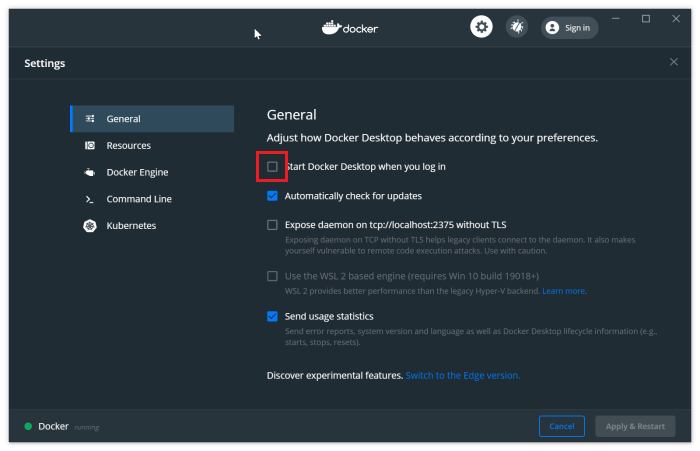 docker
Sign in
Settings
General
Resources
Docker Engine
Command Line
Kubernetes
General
Adjust how Docker Desktop behaves according to your preferences.
Start Docker Desktop when you log in
Automatically check for updates
Expose daemon on tcp://localhost:2375 without TLS
Exposing daemon on TCP without TLS helps legacy clients connect to the daemon. It also makes
yourself vulnerable to remote code execution attacks. Use with caution.
Use the WSL 2 based engine (requires Win 10 build 19018+)
WSL 2 provides better performance than the legacy Hyper-V backend. Learn more.
Send usage statistics
Send error reports, system version and language as well as Docker Desktop lifecycle information (e.g.,
starts, stops, resets).
Discover experimental features. Switch to the Edge version.
Docker running
Cancel
Apply & Restart